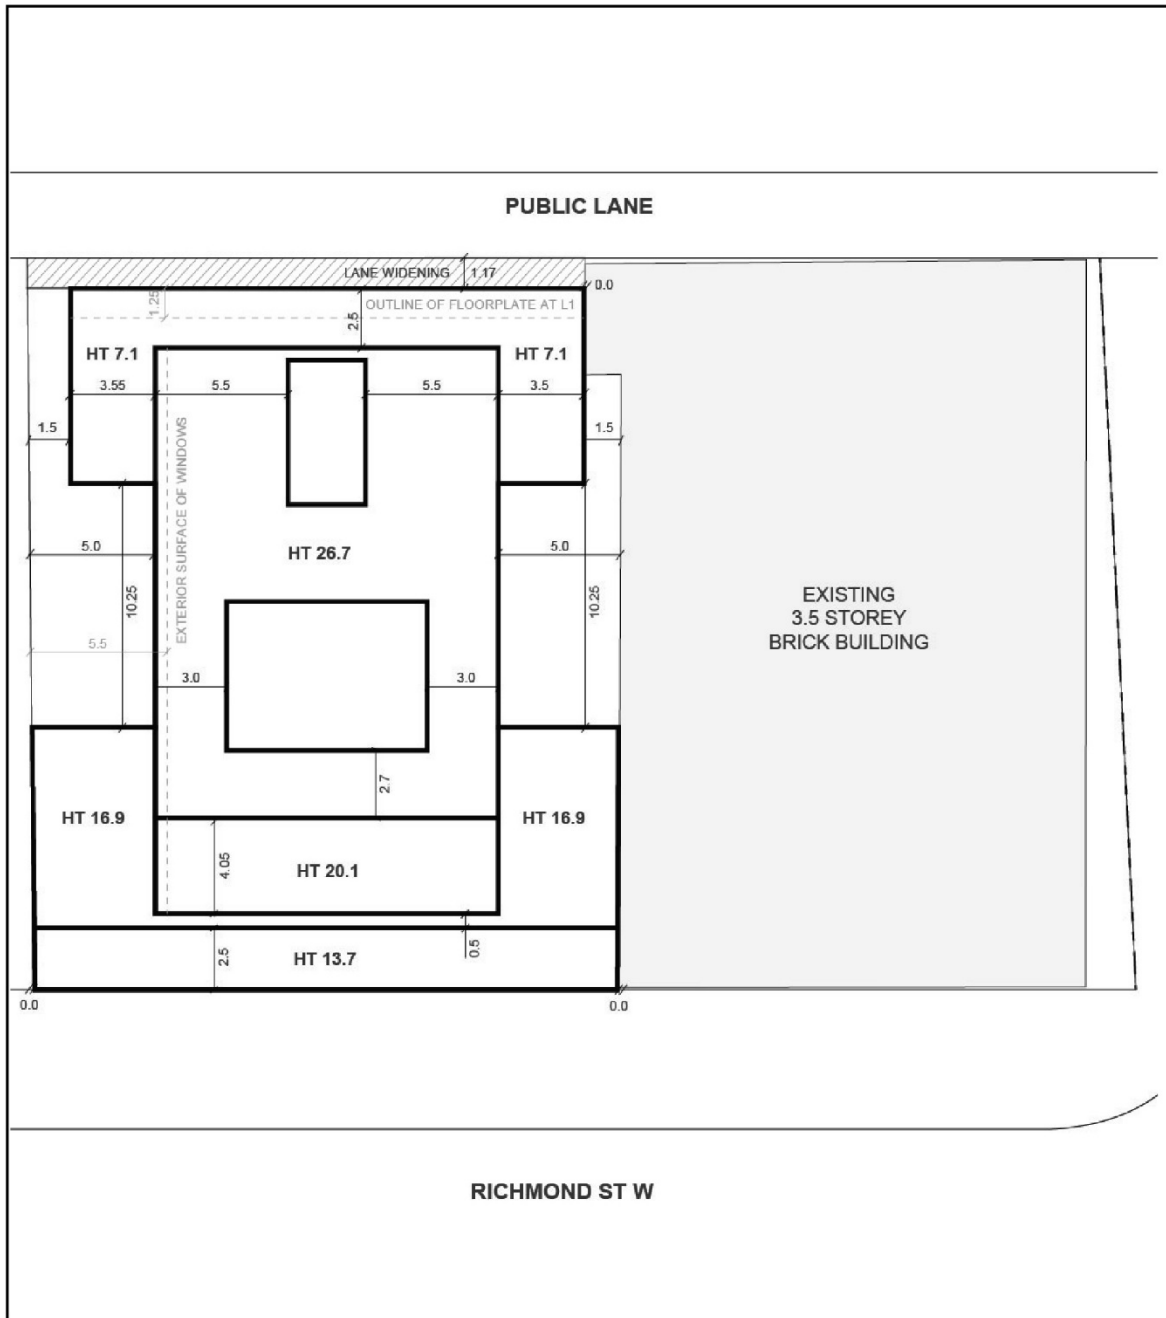 PUBLIC LANE
LANE WIDENING
1.17
0.0
1.25
OUTLINE OF FLOORPLATE AT L1
2.5
HT 7.1
HT 7.1
3.55
5.5
5.5
3.5
1.5
1.5
EXTERIOR SURFACE OF WINDOWS
5.0
HT 26.7
5.0
10.25
10.25
EXISTING
3.5 STOREY
BRICK BUILDING
5.5
3.0
3.0
2.7
HT 16.9
HT 16.9
4.05
HT 20.1
2.5
HT 13.7
0.5
0.0
0.0
RICHMOND ST W